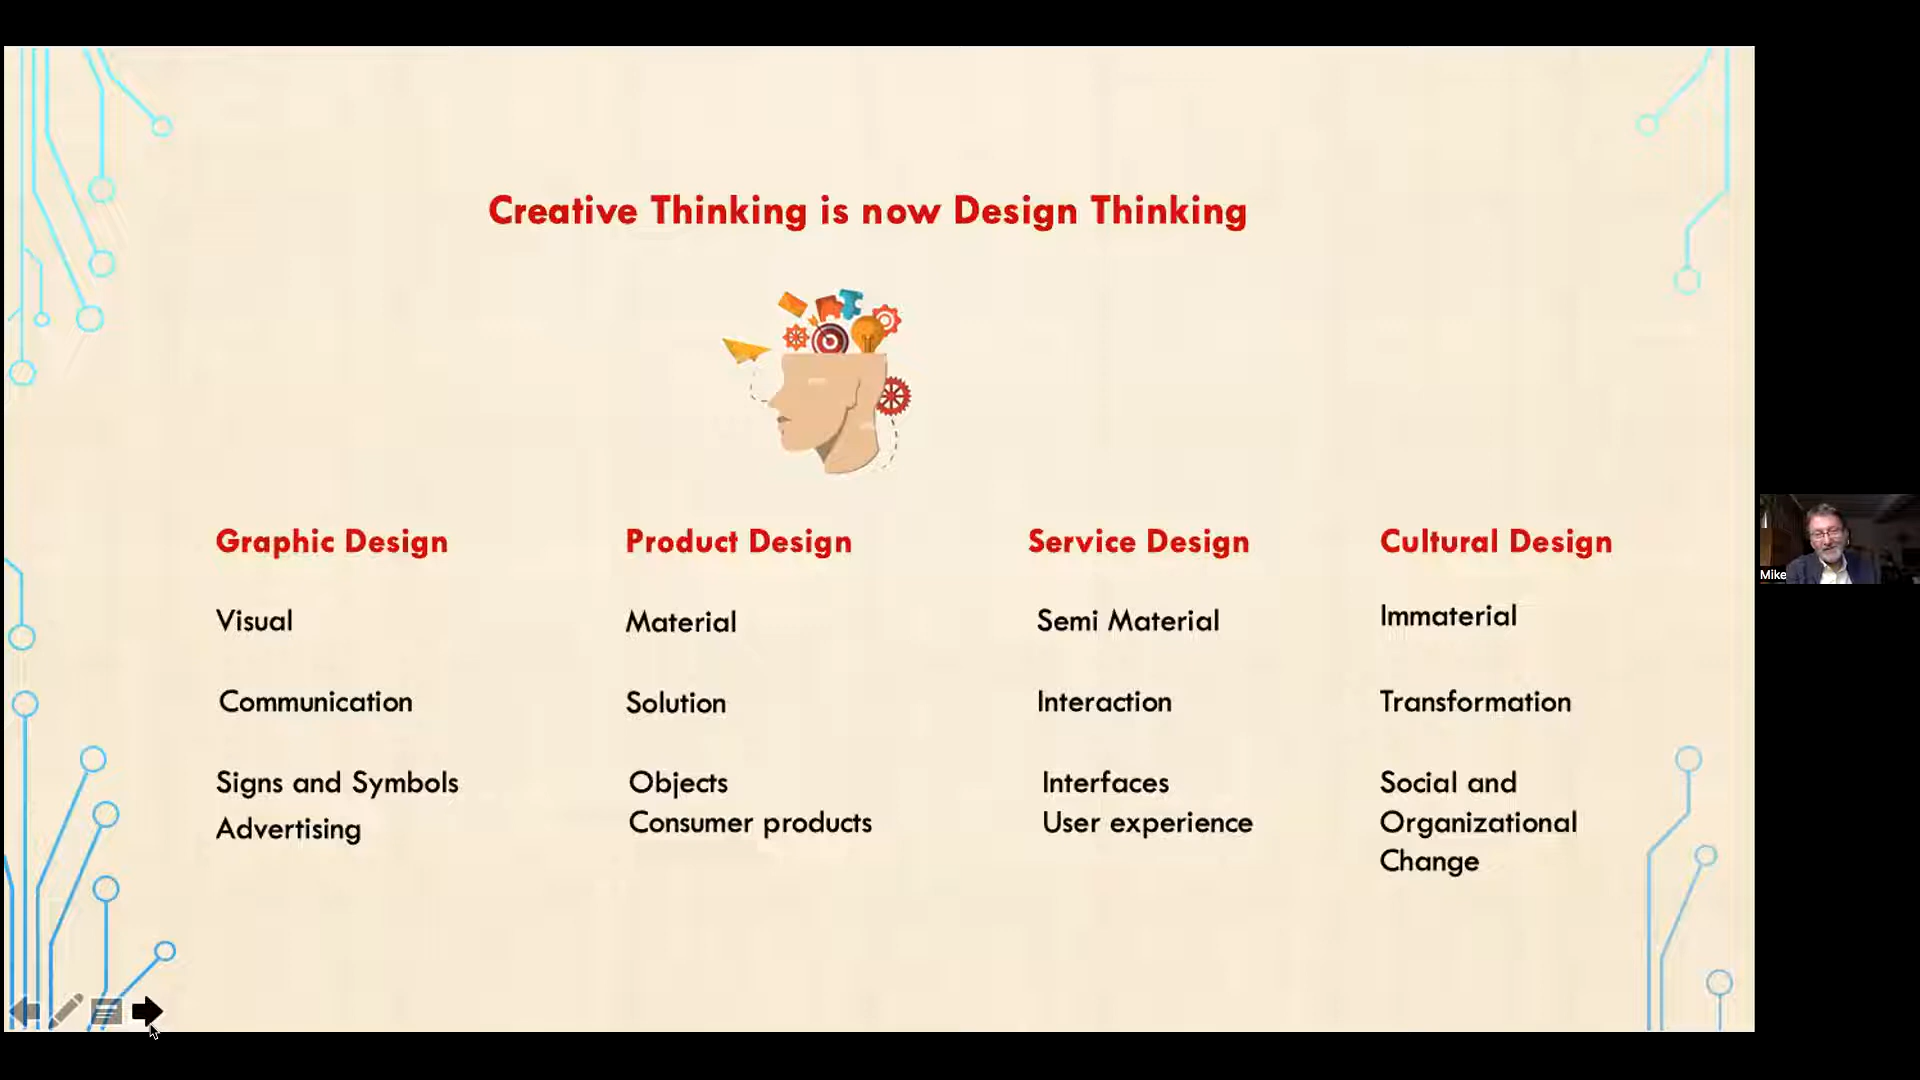 Creative Thinking is now Design Thinking
Graphic Design
Visual
Communication
Signs and Symbols
Advertising
Product Design
Material
Solution
Objects
Consumer products
Service Design
Semi Material
Interaction
Interfaces
User experience
Cultural Design
Immaterial
Transformation
Social and
Organizational
Change
Mike